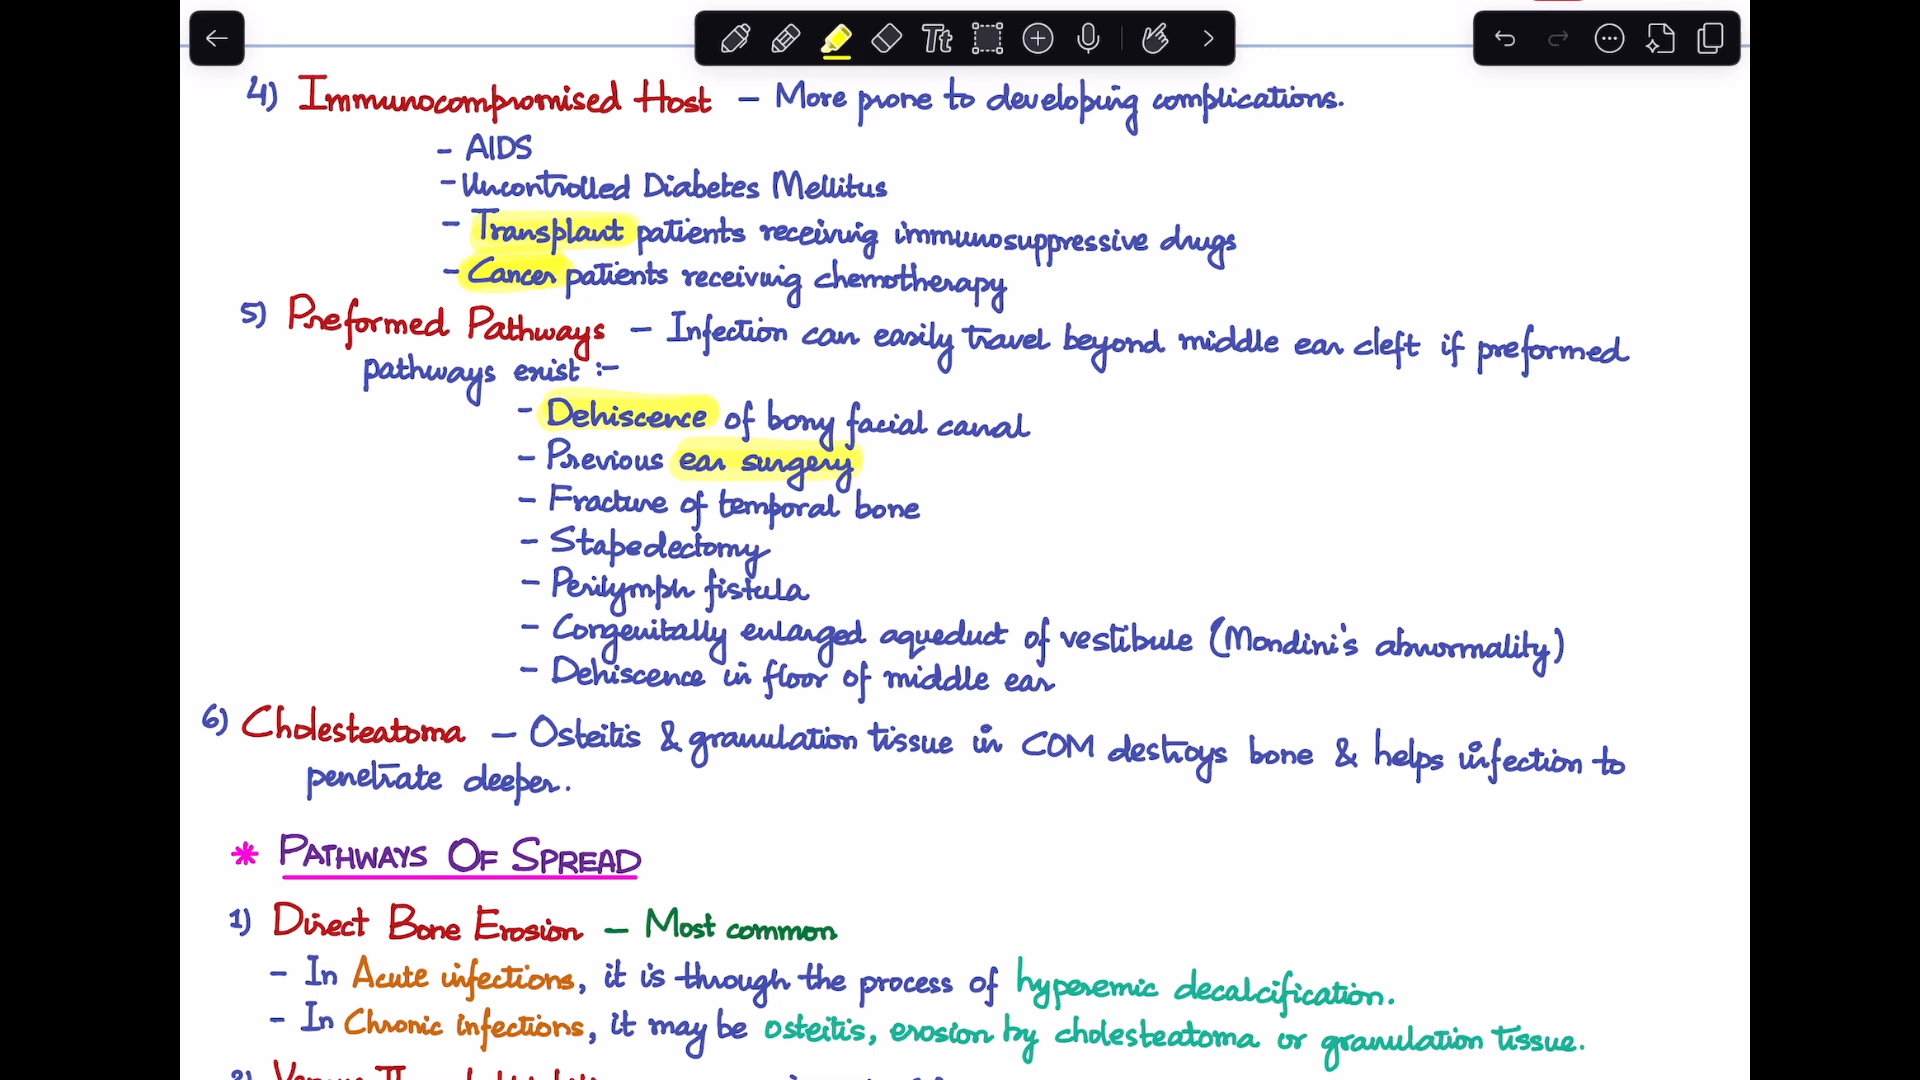 Tt
4) Immunocompromised Host – More prone to developing complications.
- AIDS
- Uncontrolled Diabetes Mellitus
- Transplant patients receiving immunosuppressive drugs
- Cancer patients receiving chemotherapy
5) Preformed Pathways – Infection can easily travel beyond middle ear cleft if preformed
pathways exist :-
- Dehiscence of bony facial canal
- Previous ear surgery
- Fracture of temporal bone
- Stapedectomy
- Perilymph fistula
- Congenitally enlarged aqueduct of vestibule (Mondini's abnormality)
- Dehiscence in floor of middle ear
6) Cholesteatoma – Osteitis & granulation tissue in COM destroys bone & helps infection to
penetrate deeper.
* PATHWAYS OF SPREAD
1) Direct Bone Erosion – Most common
- In Acute infections, it is through the process of hyperemic decalcification.
- In Chronic infections, it may be osteitis, erosion by cholesteatoma or granulation tissue.